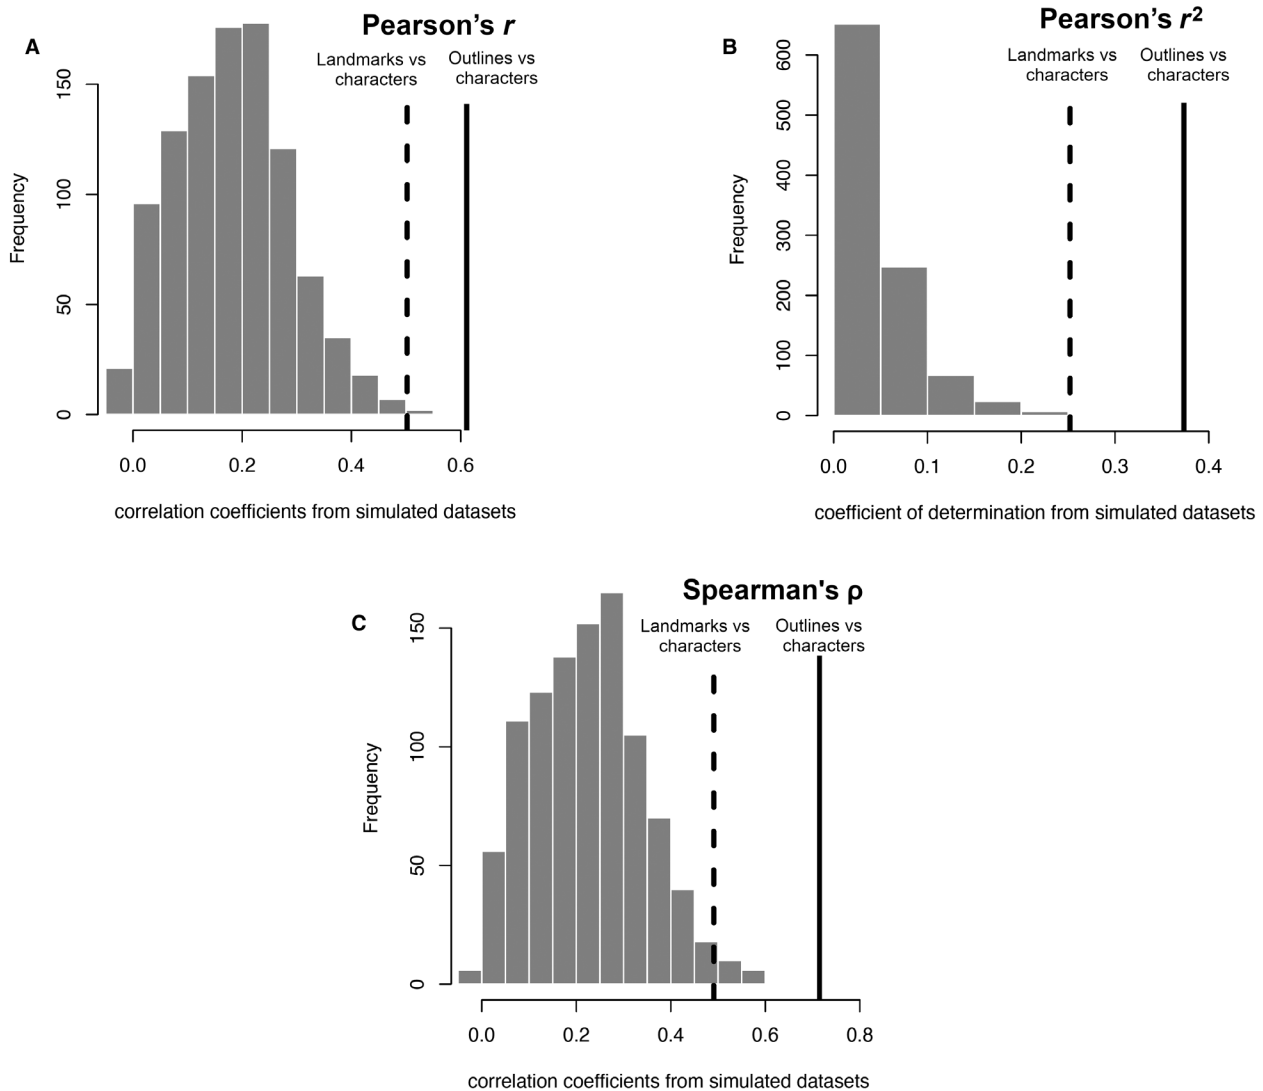 A
Pearson’s r
Landmarks vs
characters
Outlines vs
characters
Frequency
150
100
50
0
0.0 0.2 0.4 0.6
correlation coefficients from simulated datasets
B
Pearson’s r²
Landmarks vs
characters
Outlines vs
characters
Frequency
600
500
400
300
200
100
0
0.0 0.1 0.2 0.3 0.4
coefficient of determination from simulated datasets
C
Spearman's ρ
Landmarks vs
characters
Outlines vs
characters
Frequency
150
100
50
0
0.0 0.2 0.4 0.6 0.8
correlation coefficients from simulated datasets